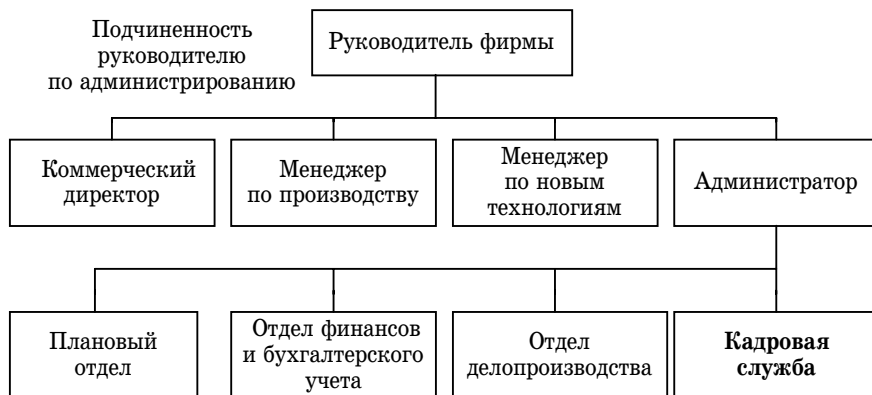 Подчиненность
руководителю
по администрированию
Руководитель фирмы
Коммерческий
директор
Менеджер
по производству
Менеджер
по новым
технологиям
Администратор
Плановый
отдел
Отдел финансов
и бухгалтерского
учета
Отдел
делопроизводства
Кадровая
служба